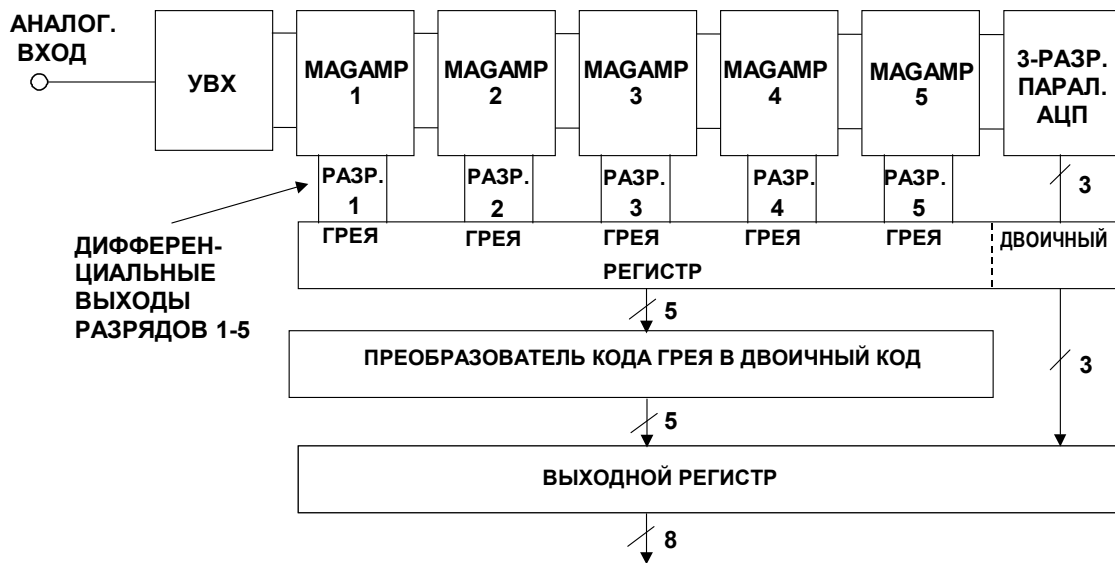 АНАЛОГ.
ВХОД
УВХ
MAGAMP
1
MAGAMP
2
MAGAMP
3
MAGAMP
4
MAGAMP
5
3-РАЗР.
ПАРАЛ.
АЦП
РАЗР.
1
ГРЕЯ
РАЗР.
2
ГРЕЯ
РАЗР.
3
ГРЕЯ
РАЗР.
4
ГРЕЯ
РАЗР.
5
ГРЕЯ
3
ДИФФЕРЕН-
ЦИАЛЬНЫЕ
ВЫХОДЫ
РАЗРЯДОВ 1-5
РЕГИСТР
ДВОИЧНЫЙ
5
ПРЕОБРАЗОВАТЕЛЬ КОДА ГРЕЯ В ДВОИЧНЫЙ КОД
3
5
ВЫХОДНОЙ РЕГИСТР
8